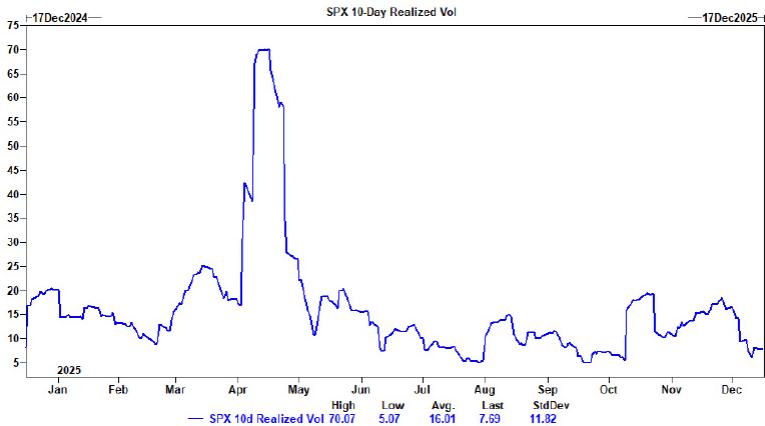 SPX 10-Day Realized Vol
17Dec2024
17Dec2025
75
70
65
60
55
50
45
40
35
30
25
20
15
10
5
2025
Jan Feb Mar Apr May Jun Jul Aug Sep Oct Nov Dec
High Low Avg. Last StdDev
SPX 10d Realized Vol 70.07 5.07 16.01 7.69 11.82